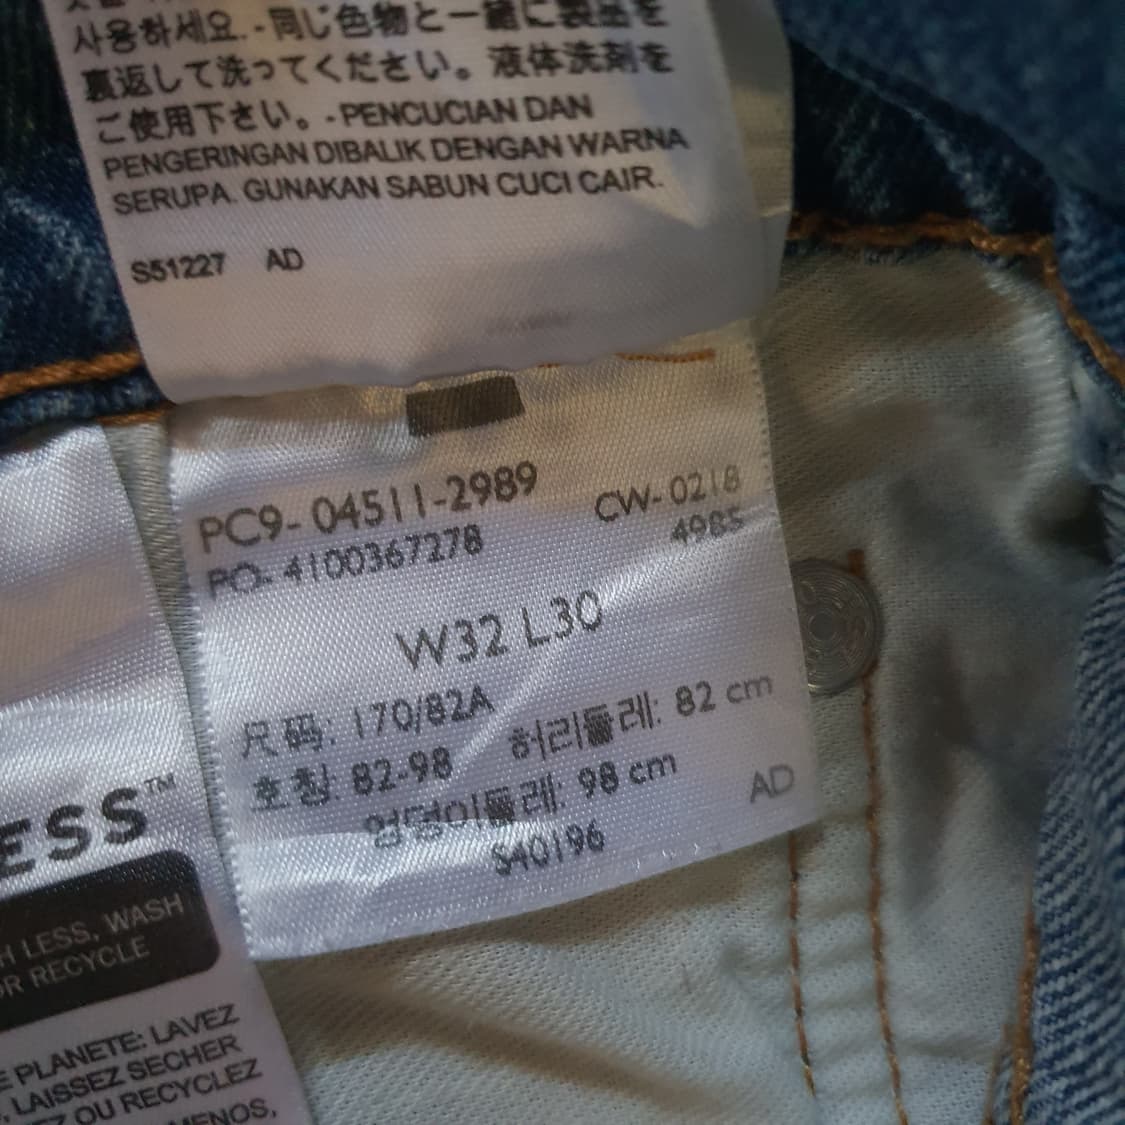 사용하세요. - 同じ色物と一緒に製品を
裏返して洗ってください。液体洗剤を
ご使用下さい。 - PENCUCIAN DAN
PENGERINGAN DIBALIK DENGAN WARNA
SERUPA. GUNAKAN SABUN CUCI CAIR.
S51227 AD
PC9- 04511-2989
CW- 0218
PO- 4100367278
4985
W32 L30
尺码: 170/82A
허리둘레: 82 cm
호칭: 82-98
엉덩이둘레: 98 cm
AD
S40196
ESS™
H LESS, WASH
OR RECYCLE
E PLANETE: LAVEZ
, LAISSEZ SECHER
EZ OU RECYCLEZ
MENOS,